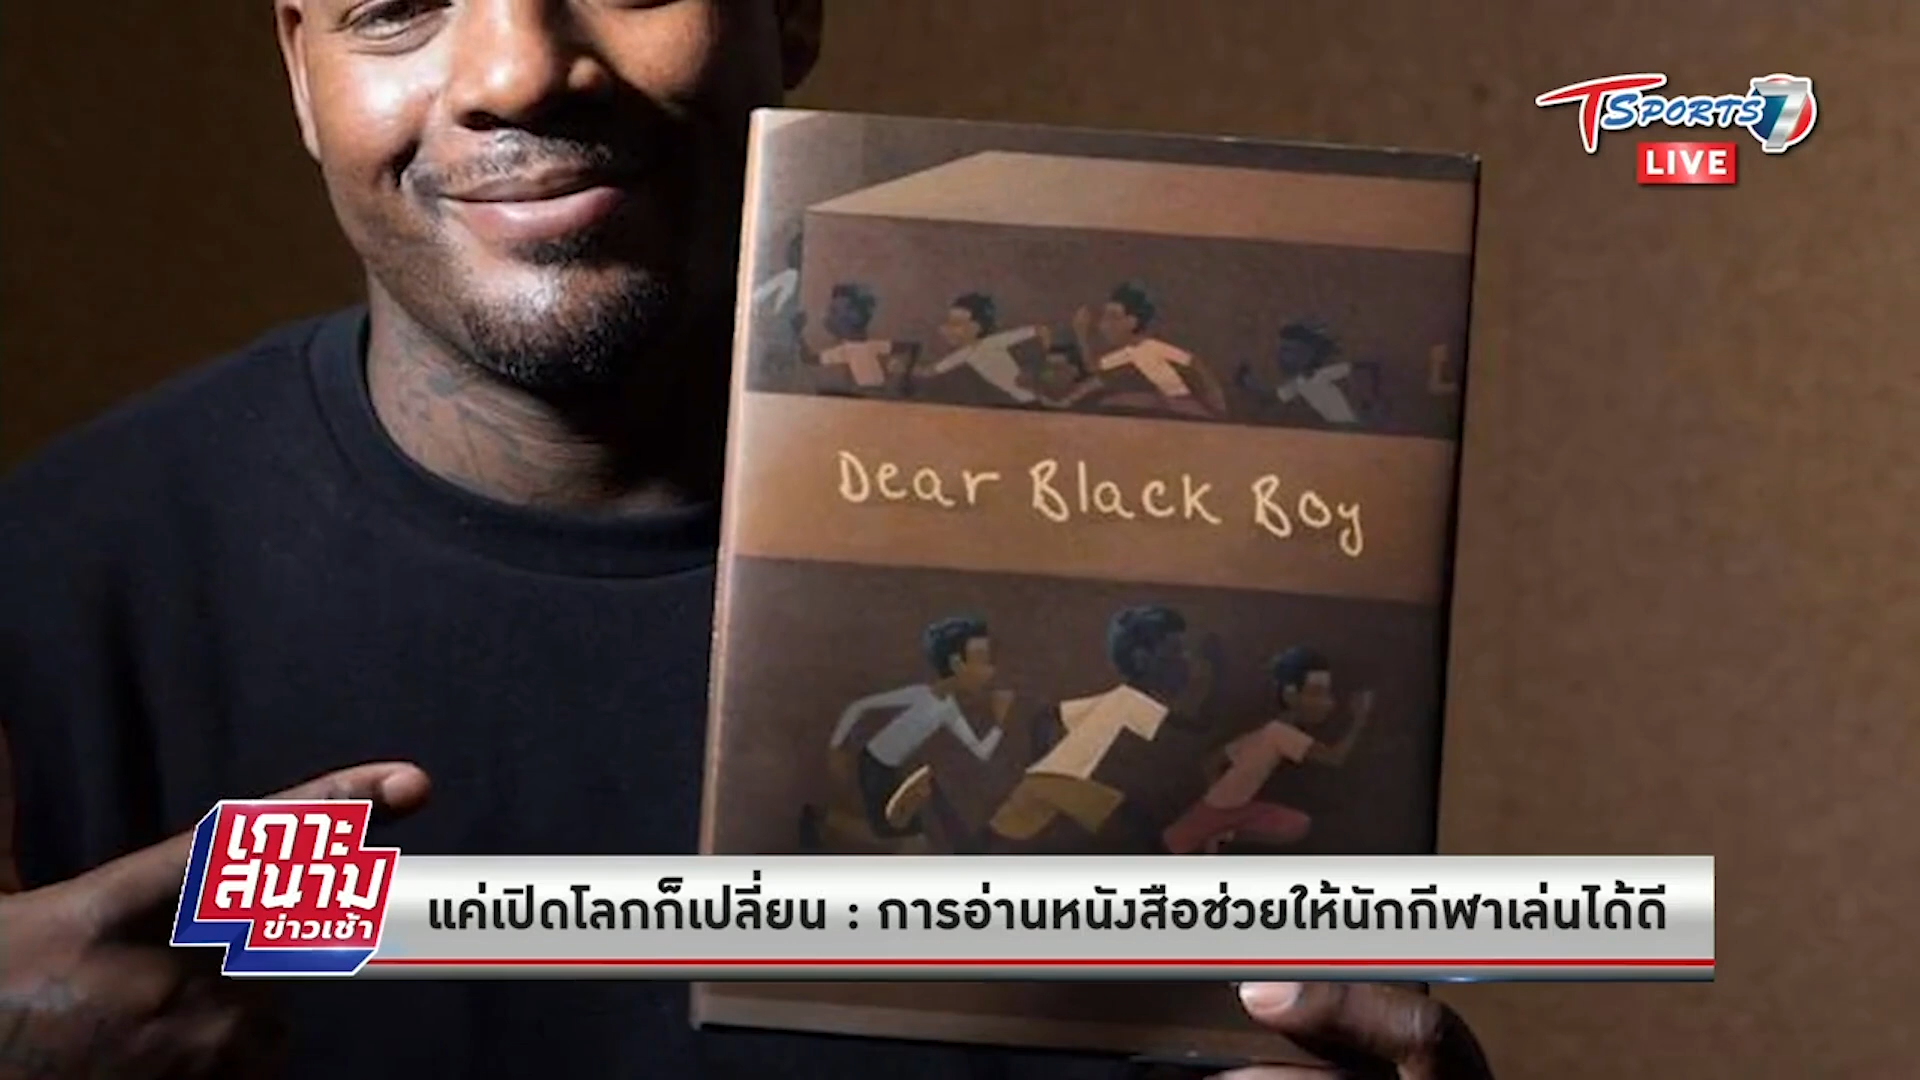 TSPORTS 7
LIVE
Dear Black Boy
เกาะ
สนาม
ข่าวเช้า
แค่เปิดโลกก็เปลี่ยน : การอ่านหนังสือช่วยให้นักกีฬาเล่นได้ดี